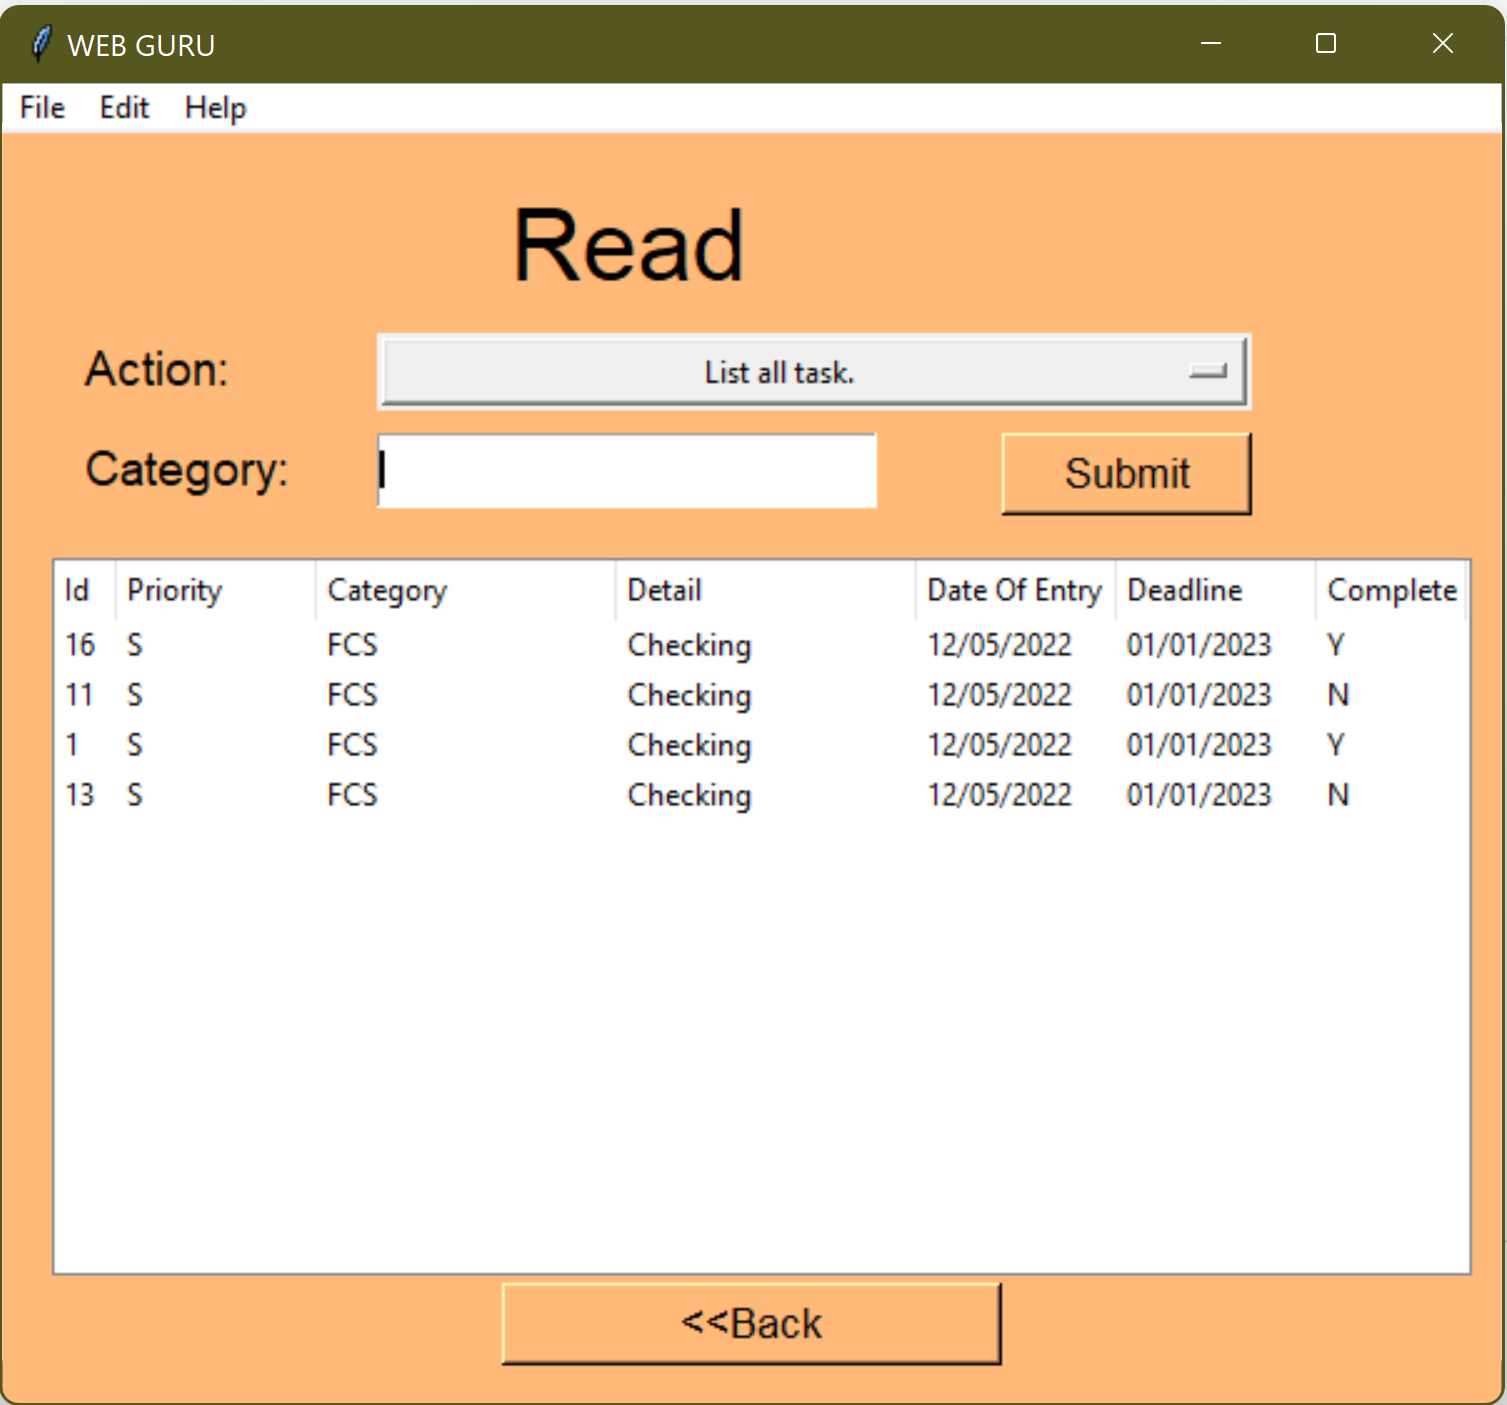 WEB GURU
File Edit Help
Read
Action: List all task.
Category: Submit
Id Priority Category Detail Date Of Entry Deadline Complete
16 S FCS Checking 12/05/2022 01/01/2023 Y
11 S FCS Checking 12/05/2022 01/01/2023 N
1 S FCS Checking 12/05/2022 01/01/2023 Y
13 S FCS Checking 12/05/2022 01/01/2023 N
<<Back